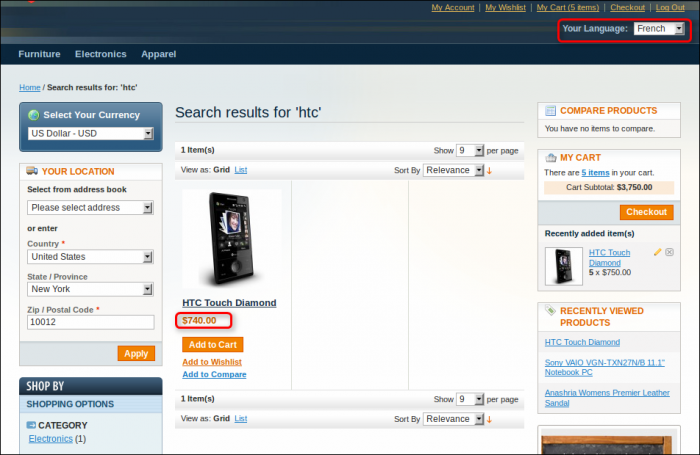 My Account | My Wishlist | My Cart (5 items) | Checkout | Log Out
Your Language: French
Furniture Electronics Apparel
Home / Search results for: 'htc'
Select Your Currency
US Dollar - USD
YOUR LOCATION
Select from address book
Please select address
or enter
Country *
United States
State / Province
New York
Zip / Postal Code *
10012
Apply
SHOP BY
SHOPPING OPTIONS
CATEGORY
Electronics (1)
Search results for 'htc'
1 Item(s)
Show 9 per page
View as: Grid List
Sort By Relevance
HTC Touch Diamond
$740.00
Add to Cart
Add to Wishlist
Add to Compare
1 Item(s)
Show 9 per page
View as: Grid List
Sort By Relevance
COMPARE PRODUCTS
You have no items to compare.
MY CART
There are 5 items in your cart.
Cart Subtotal: $3,750.00
Checkout
Recently added item(s)
HTC Touch
Diamond
5 x $750.00
RECENTLY VIEWED
PRODUCTS
HTC Touch Diamond
Sony VAIO VGN-TXN27N/B 11.1"
Notebook PC
Anashria Womens Premier Leather
Sandal